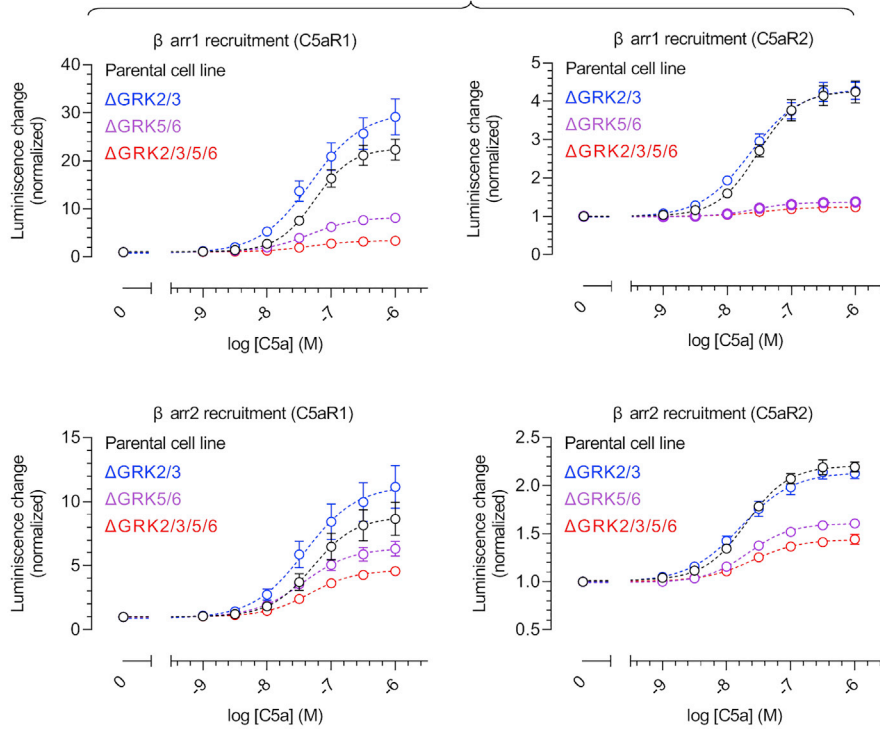 β arr1 recruitment (C5aR1)
40
30
20
10
0
Luminiscence change
(normalized)
Parental cell line
ΔGRK2/3
ΔGRK5/6
ΔGRK2/3/5/6
0
-9
-8
-7
-6
log [C5a] (M)
β arr1 recruitment (C5aR2)
5
4
3
2
1
0
Luminiscence change
(normalized)
Parental cell line
ΔGRK2/3
ΔGRK5/6
ΔGRK2/3/5/6
0
-9
-8
-7
-6
log [C5a] (M)
β arr2 recruitment (C5aR1)
15
10
5
0
Luminiscence change
(normalized)
Parental cell line
ΔGRK2/3
ΔGRK5/6
ΔGRK2/3/5/6
0
-9
-8
-7
-6
log [C5a] (M)
β arr2 recruitment (C5aR2)
2.5
2.0
1.5
1.0
0.5
Luminiscence change
(normalized)
Parental cell line
ΔGRK2/3
ΔGRK5/6
ΔGRK2/3/5/6
0
-9
-8
-7
-6
log [C5a] (M)